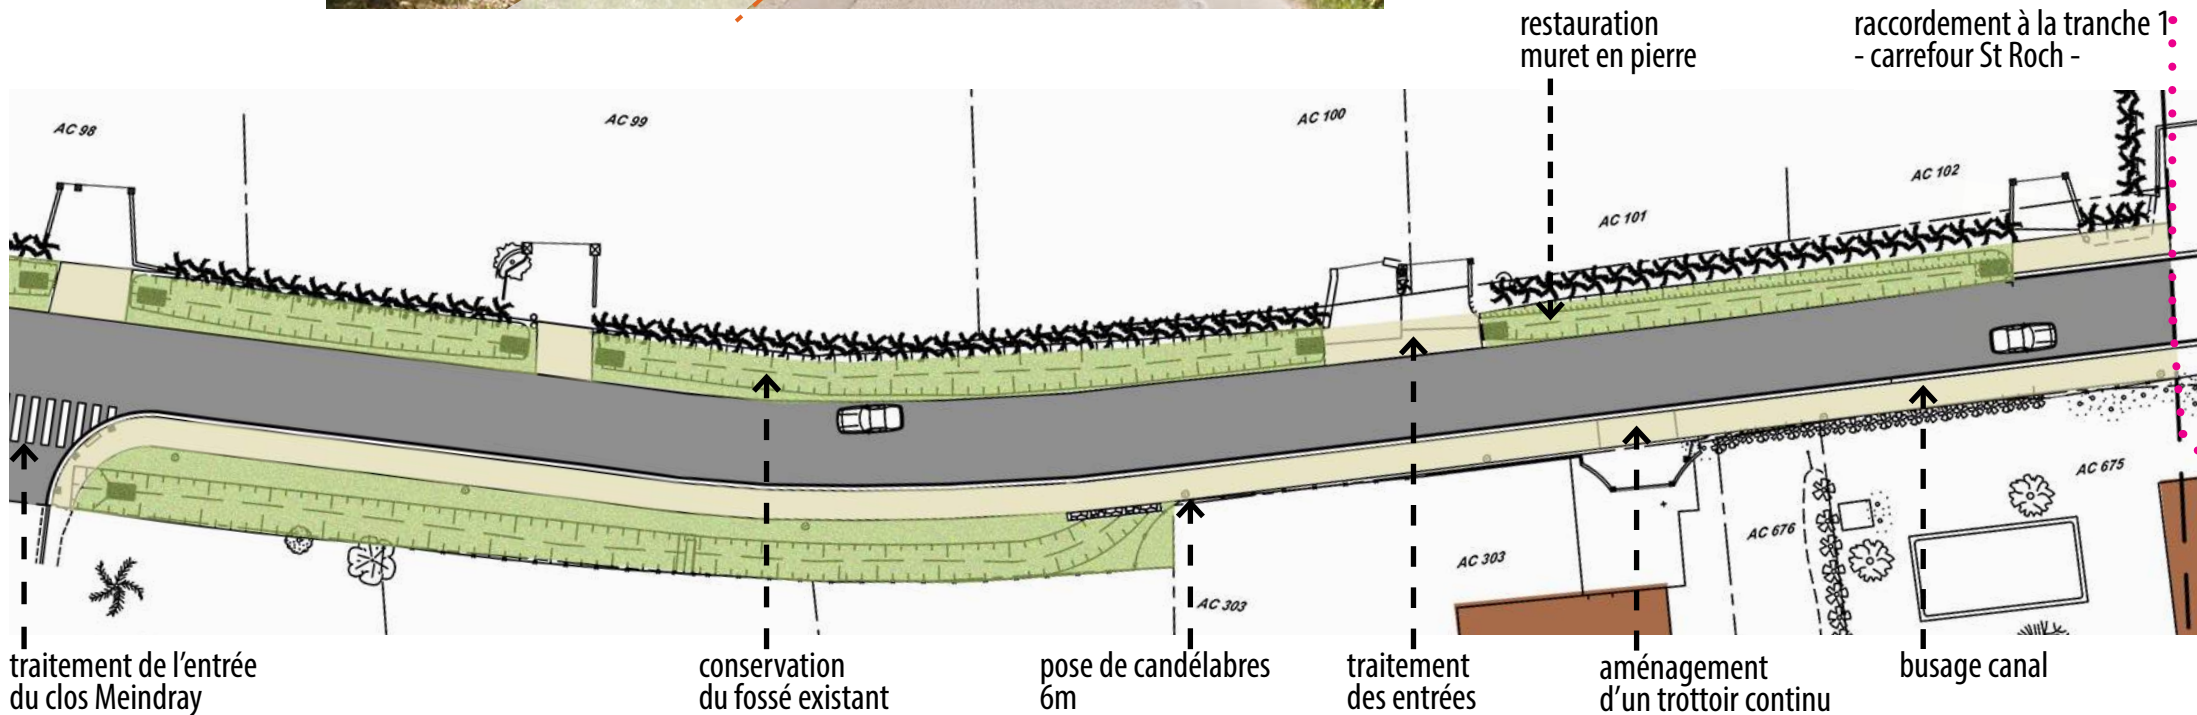 restauration
muret en pierre
raccordement à la tranche 1
- carrefour St Roch -
AC 98
AC 99
AC 100
AC 101
AC 102
AC 303
AC 303
AC 676
AC 675
traitement de l’entrée
du clos Meindray
conservation
du fossé existant
pose de candélabres
6m
traitement
des entrées
aménagement
d’un trottoir continu
busage canal